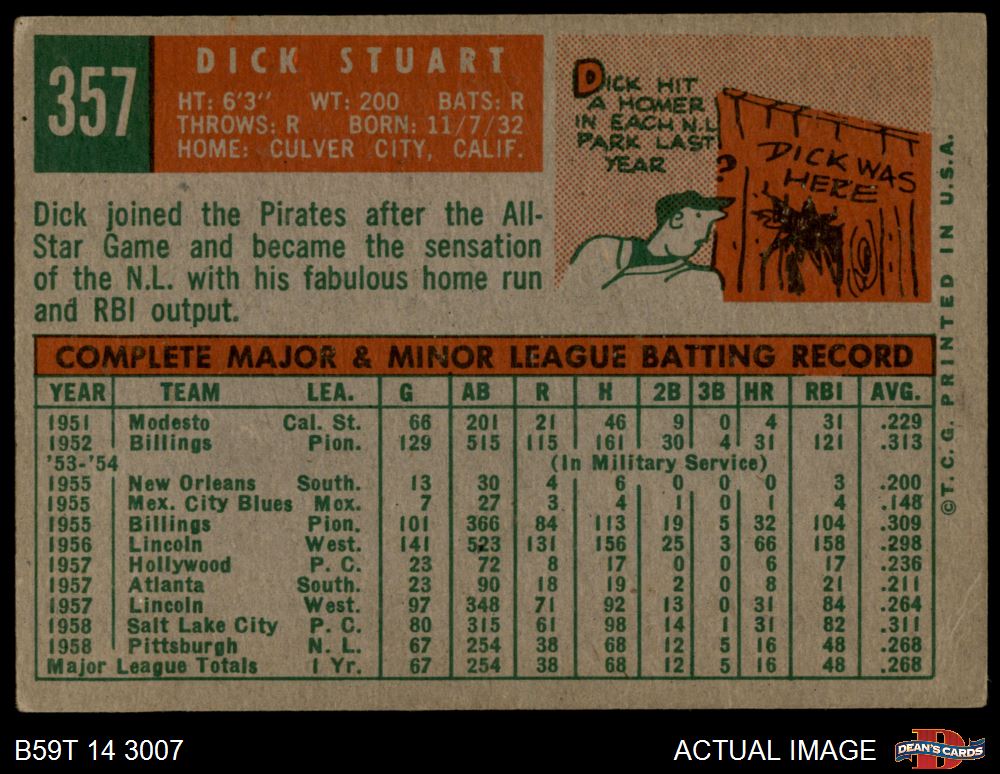 357
DICK STUART
HT: 6'3" WT: 200 BATS: R
THROWS: R BORN: 11/7/32
HOME: CULVER CITY, CALIF.
DICK HIT
A HOMER
IN EACH N.L.
PARK LAST
YEAR
?
DICK WAS
HERE
Dick joined the Pirates after the All-
Star Game and became the sensation
of the N.L. with his fabulous home run
and RBI output.
©T. C. G. PRINTED IN U.S.A.
COMPLETE MAJOR & MINOR LEAGUE BATTING RECORD
YEAR TEAM LEA. G AB R H 2B 3B HR RBI AVG.
1951 Modesto Cal. St. 66 201 21 46 9 0 4 31 .229
1952 Billings Pion. 129 515 115 161 30 4 31 121 .313
'53-'54 (In Military Service)
1955 New Orleans South. 13 30 4 6 0 0 0 3 .200
1955 Mex. City Blues Mex. 7 27 3 4 1 0 1 4 .148
1955 Billings Pion. 101 366 84 113 19 5 32 104 .309
1956 Lincoln West. 141 523 131 156 25 3 66 158 .298
1957 Hollywood P. C. 23 72 8 17 0 0 6 17 .236
1957 Atlanta South. 23 90 18 19 2 0 8 21 .211
1957 Lincoln West. 97 348 71 92 13 0 31 84 .264
1958 Salt Lake City P. C. 80 315 61 98 14 1 31 82 .311
1958 Pittsburgh N. L. 67 254 38 68 12 5 16 48 .268
Major League Totals 1 Yr. 67 254 38 68 12 5 16 48 .268
B59T 14 3007
ACTUAL IMAGE
D
DEAN'S CARDS